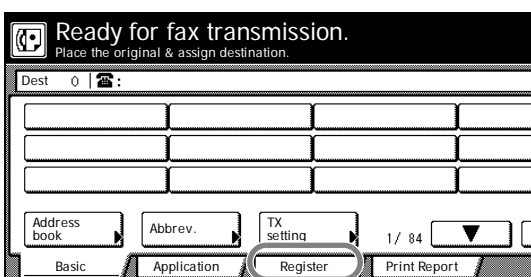 Ready for fax transmission.
Place the original & assign destination.
Dest 0 ☎:
Address
book
Abbrev.
TX
setting
1/ 84
Basic Application Register Print Report